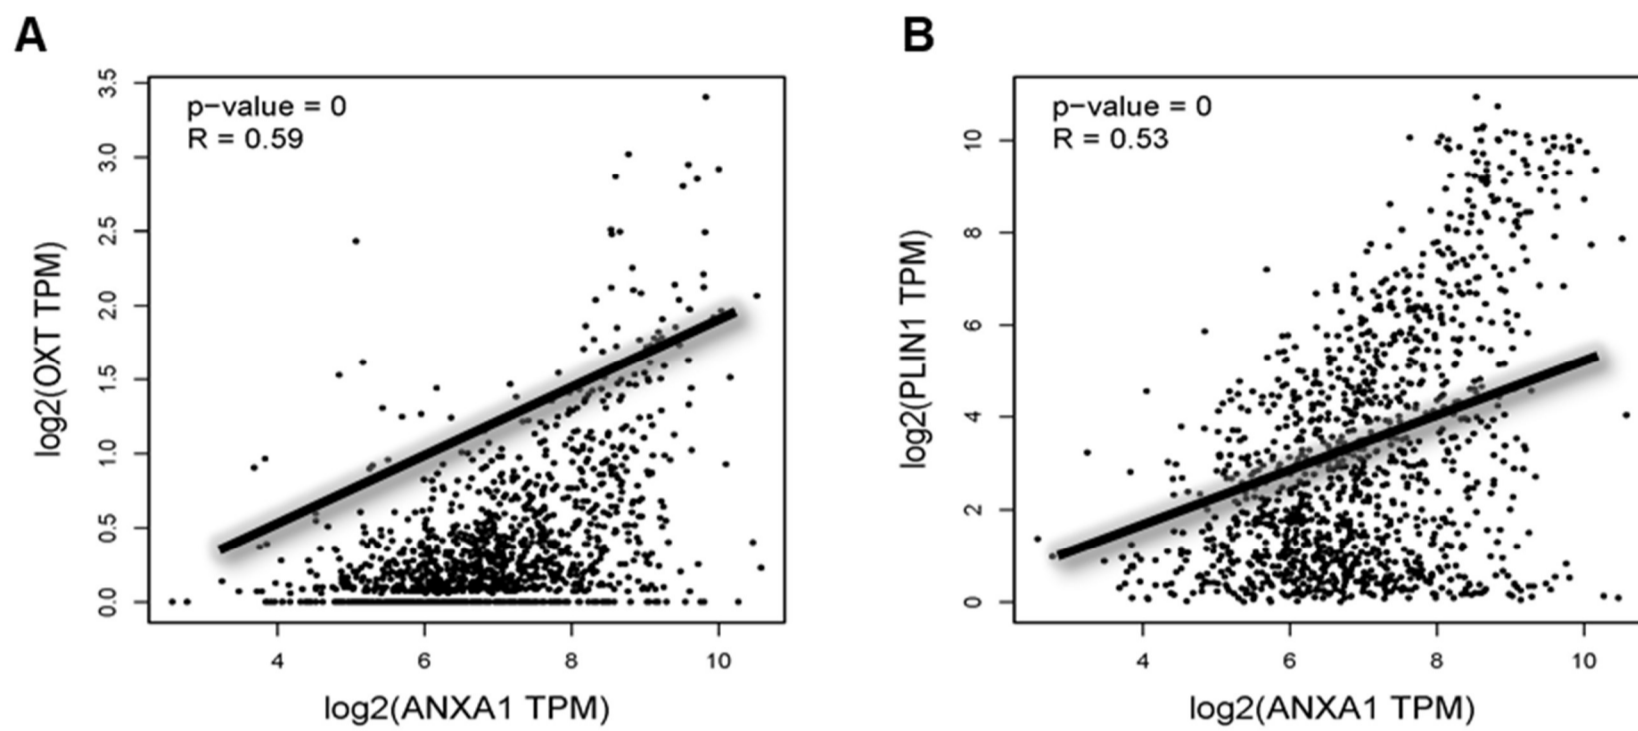 A
B
p-value = 0
R = 0.59
log2(OXT TPM)
3.5
3.0
2.5
2.0
1.5
1.0
0.5
0.0
4 6 8 10
log2(ANXA1 TPM)
p-value = 0
R = 0.53
log2(PLIN1 TPM)
10
8
6
4
2
0
4 6 8 10
log2(ANXA1 TPM)